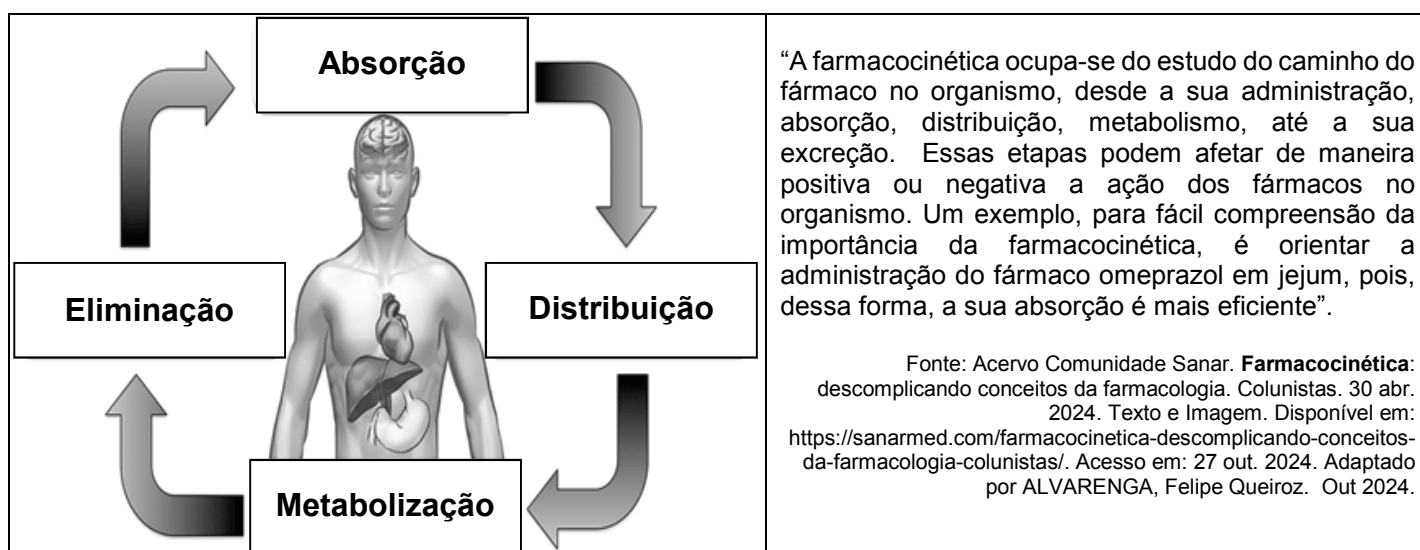 Absorção
Distribuição
Metabolização
Eliminação
“A farmacocinética ocupa-se do estudo do caminho do
fármaco no organismo, desde a sua administração,
absorção, distribuição, metabolismo, até a sua
excreção. Essas etapas podem afetar de maneira
positiva ou negativa a ação dos fármacos no
organismo. Um exemplo, para fácil compreensão da
importância da farmacocinética, é orientar a
administração do fármaco omeprazol em jejum, pois,
dessa forma, a sua absorção é mais eficiente”.
Fonte: Acervo Comunidade Sanar. Farmacocinética:
descomplicando conceitos da farmacologia. Colunistas. 30 abr.
2024. Texto e Imagem. Disponível em:
https://sanarmed.com/farmacocinetica-descomplicando-conceitos-
da-farmacologia-colunistas/. Acesso em: 27 out. 2024. Adaptado
por ALVARENGA, Felipe Queiroz. Out 2024.